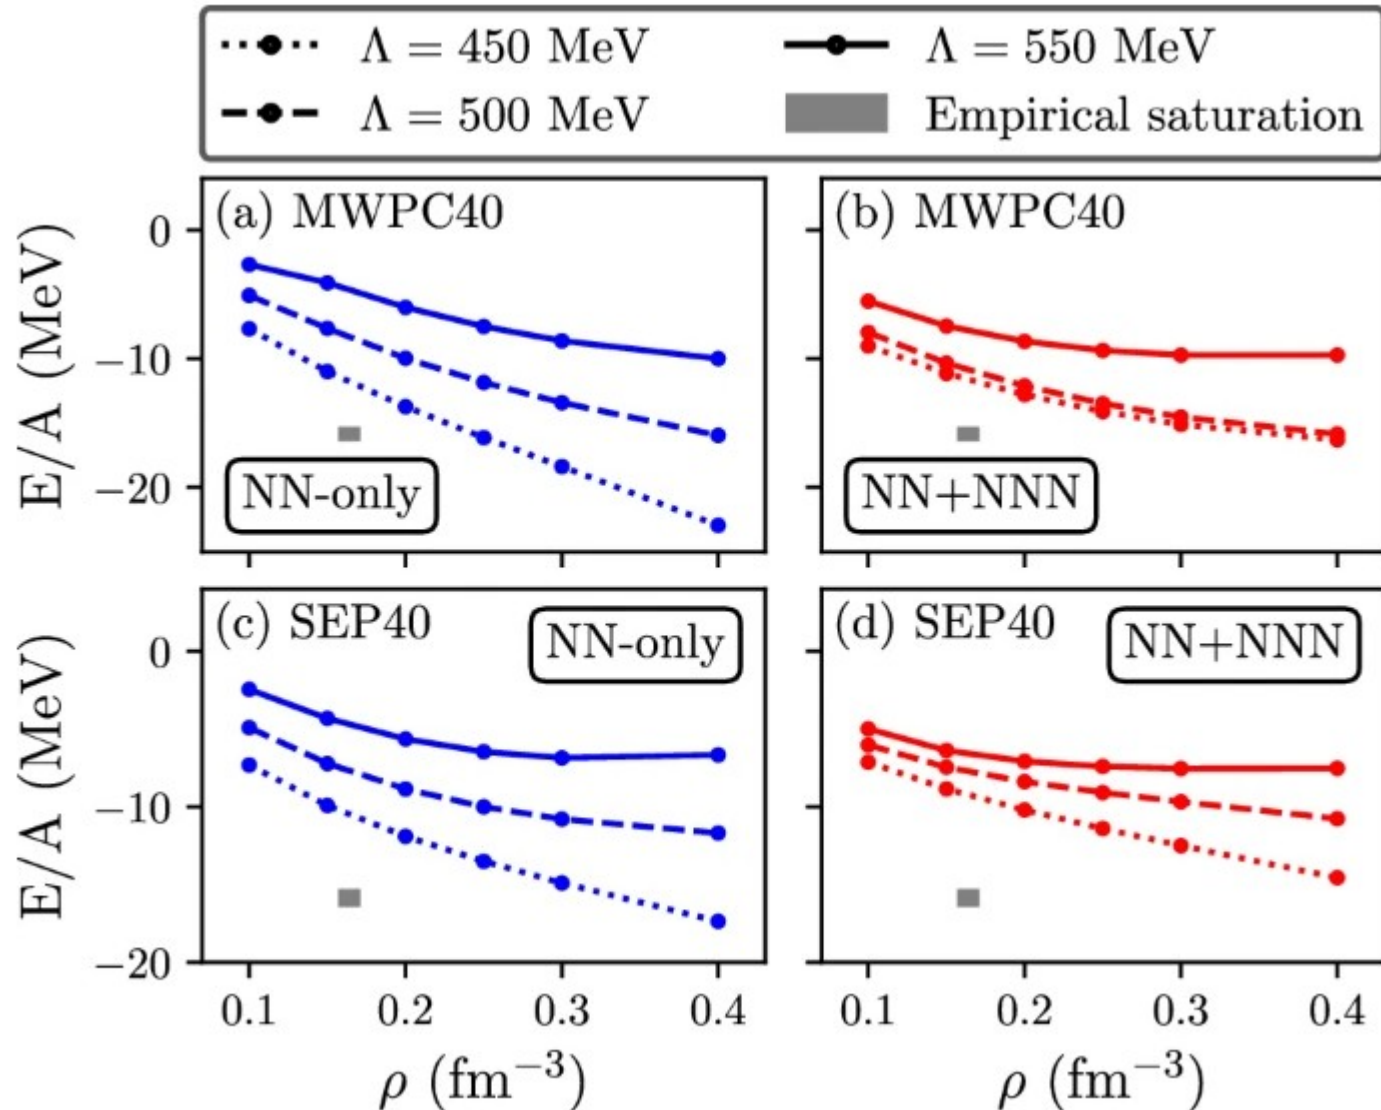 Λ = 450 MeV
Λ = 500 MeV
Λ = 550 MeV
Empirical saturation
(a) MWPC40
NN-only
(b) MWPC40
NN+NNN
E/A (MeV)
0
−10
−20
(c) SEP40
NN-only
(d) SEP40
NN+NNN
E/A (MeV)
0
−10
−20
0.1 0.2 0.3 0.4
0.1 0.2 0.3 0.4
ρ (fm⁻³)
ρ (fm⁻³)